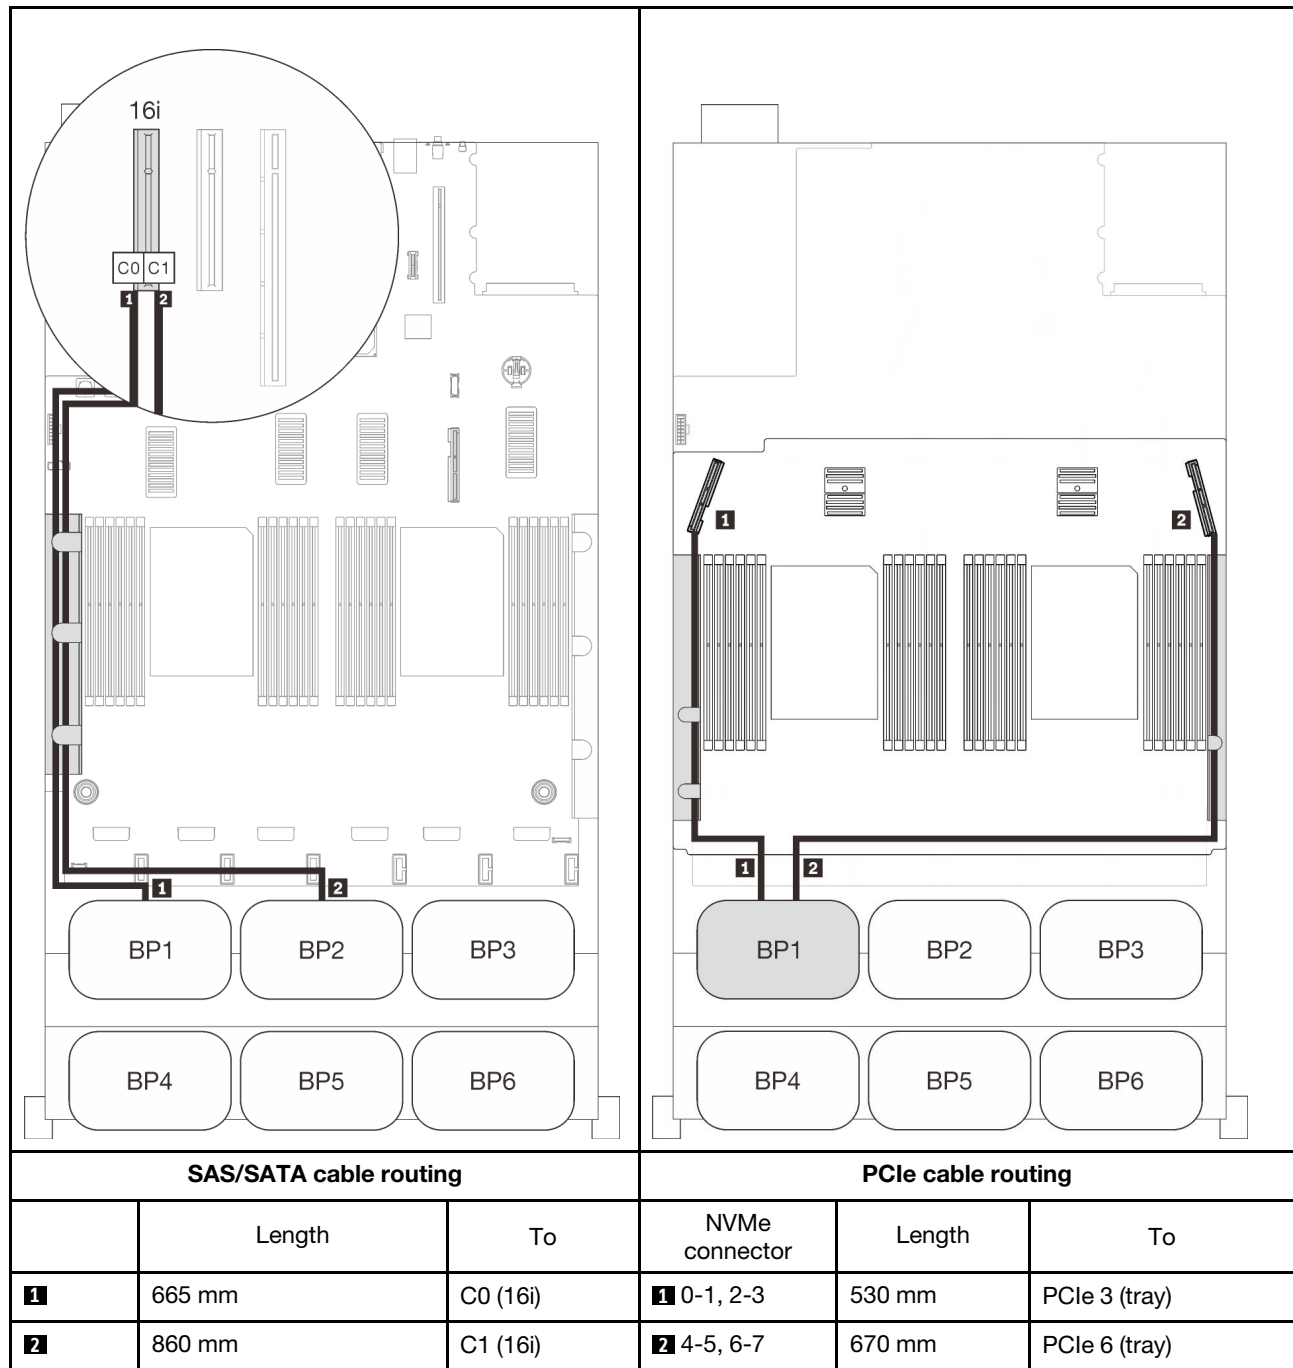 16i
C0 C1
1 2
1 2
BP1 BP2 BP3
BP4 BP5 BP6
1 2
1 2
BP1 BP2 BP3
BP4 BP5 BP6
SAS/SATA cable routing PCIe cable routing
Length To NVMe connector Length To
1 665 mm C0 (16i) 1 0-1, 2-3 530 mm PCIe 3 (tray)
2 860 mm C1 (16i) 2 4-5, 6-7 670 mm PCIe 6 (tray)